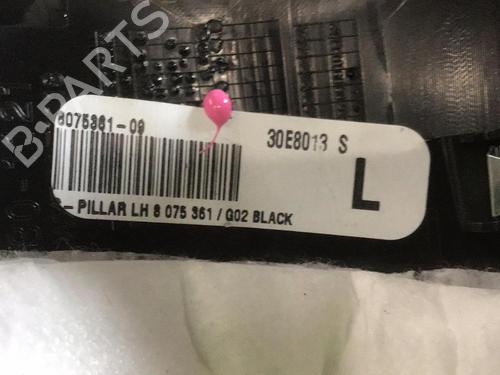 8075361-09
30E8013 S
L
-PILLAR LH 8 075 361 / G02 BLACK
B-PARTS